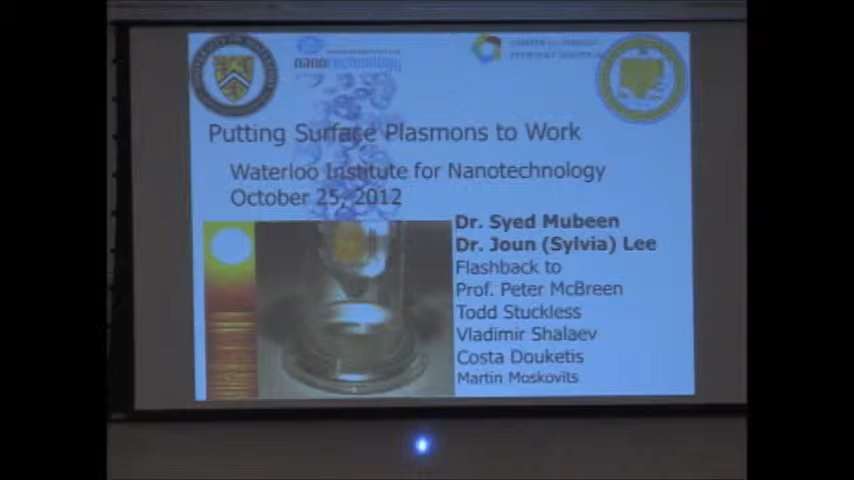 nanotechnology
Putting Surface Plasmons to Work
Waterloo Institute for Nanotechnology
October 25, 2012
Dr. Syed Mubeen
Dr. Joun (Sylvia) Lee
Flashback to
Prof. Peter McBreen
Todd Stuckless
Vladimir Shalaev
Costa Douketis
Martin Moskovits